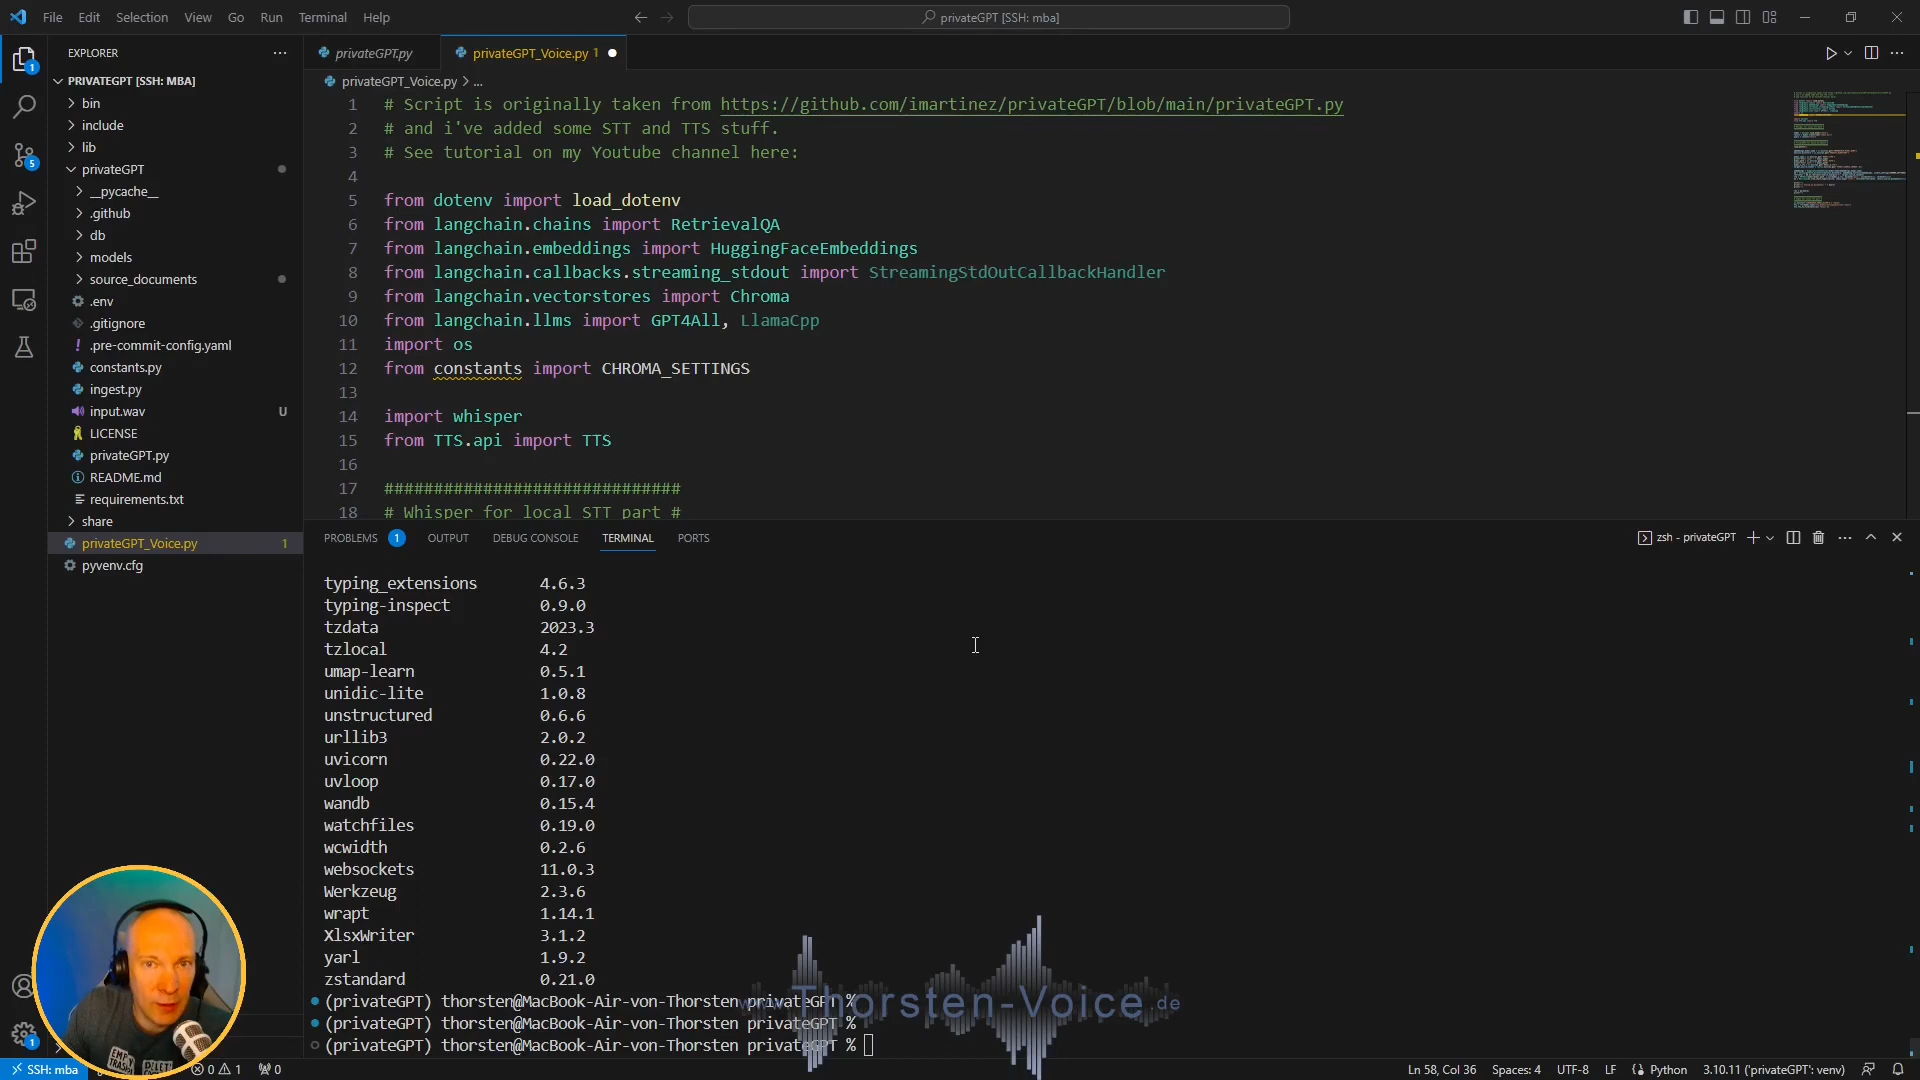 File Edit Selection View Go Run Terminal Help
privateGPT [SSH: mba]
EXPLORER
PRIVATEGPT [SSH: MBA]
bin
include
lib
privateGPT
__pycache__
.github
db
models
source_documents
.env
.gitignore
! .pre-commit-config.yaml
constants.py
ingest.py
input.wav U
LICENSE
privateGPT.py
README.md
requirements.txt
share
privateGPT_Voice.py 1
pyvenv.cfg
1
5
1
privateGPT.py
privateGPT_Voice.py 1
privateGPT_Voice.py > ...
1 # Script is originally taken from https://github.com/imartinez/privateGPT/blob/main/privateGPT.py
2 # and i've added some STT and TTS stuff.
3 # See tutorial on my Youtube channel here:
4
5 from dotenv import load_dotenv
6 from langchain.chains import RetrievalQA
7 from langchain.embeddings import HuggingFaceEmbeddings
8 from langchain.callbacks.streaming_stdout import StreamingStdOutCallbackHandler
9 from langchain.vectorstores import Chroma
10 from langchain.llms import GPT4All, LlamaCpp
11 import os
12 from constants import CHROMA_SETTINGS
13
14 import whisper
15 from TTS.api import TTS
16
17 ##############################
18 # Whisper for local STT part #
PROBLEMS 1 OUTPUT DEBUG CONSOLE TERMINAL PORTS
zsh - privateGPT
typing_extensions 4.6.3
typing-inspect 0.9.0
tzdata 2023.3
tzlocal 4.2
umap-learn 0.5.1
unidic-lite 1.0.8
unstructured 0.6.6
urllib3 2.0.2
uvicorn 0.22.0
uvloop 0.17.0
wandb 0.15.4
watchfiles 0.19.0
wcwidth 0.2.6
websockets 11.0.3
Werkzeug 2.3.6
wrapt 1.14.1
XlsxWriter 3.1.2
yarl 1.9.2
zstandard 0.21.0
(privateGPT) thorsten@MacBook-Air-von-Thorsten privateGPT %
(privateGPT) thorsten@MacBook-Air-von-Thorsten privateGPT %
(privateGPT) thorsten@MacBook-Air-von-Thorsten privateGPT %
www.Thorsten-Voice.de
SSH: mba
0 1 0
Ln 58, Col 36 Spaces: 4 UTF-8 LF Python 3.10.11 ('privateGPT': venv)